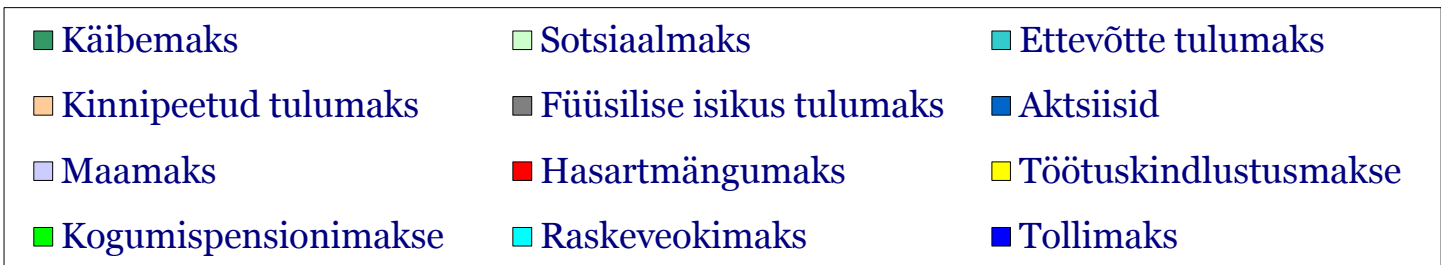 Käibemaks Sotsiaalmaks Ettevõtte tulumaks
Kinnipeetud tulumaks Füüsilise isikus tulumaks Aktsiisid
Maamaks Hasartmängumaks Töötuskindlustusmakse
Kogumispensionimakse Raskeveokimaks Tollimaks